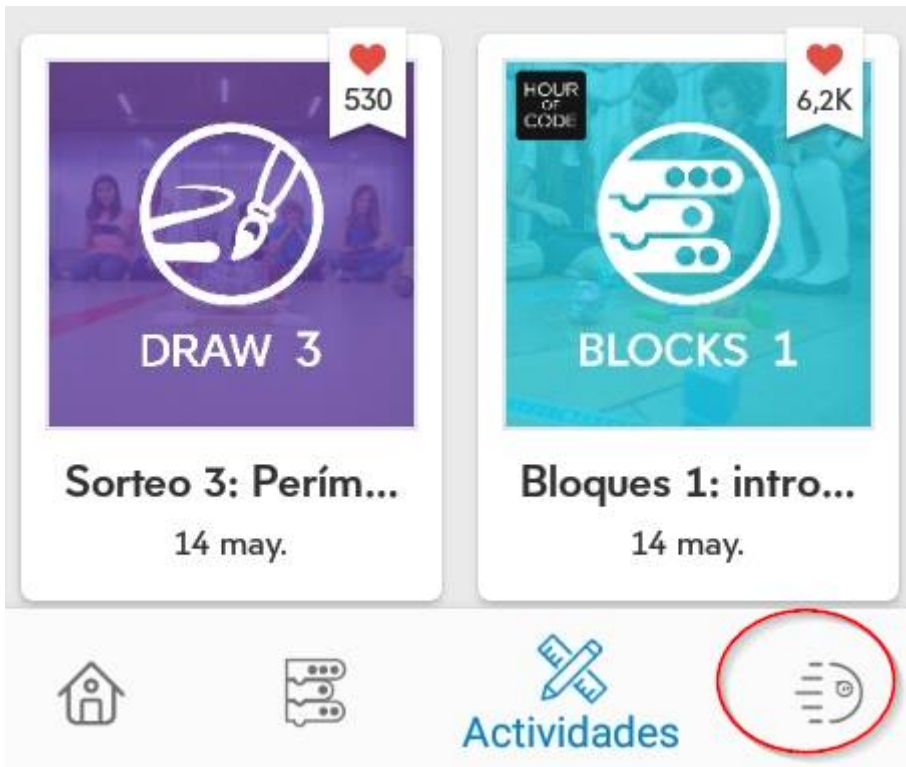 530
HOUR
OF
CODE
6,2K
DRAW 3
BLOCKS 1
Sorteo 3: Perím...
Bloques 1: intro...
14 may.
14 may.
Actividades